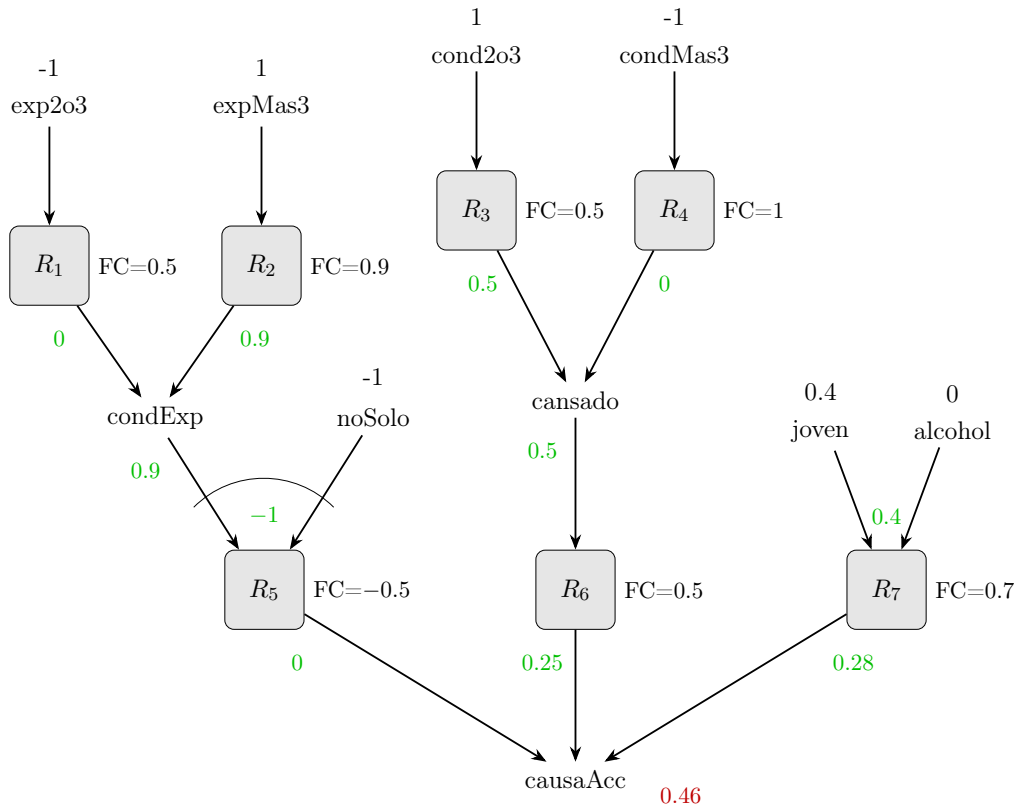 1
-1
cond2o3
condMas3
-1
1
exp2o3
expMas3
R3
FC=0.5
R4
FC=1
R1
FC=0.5
R2
FC=0.9
0.5
0
0
0.9
-1
0.4
0
condExp
noSolo
cansado
joven
alcohol
0.9
0.5
−1
0.4
R5
FC=−0.5
R6
FC=0.5
R7
FC=0.7
0
0.25
0.28
causaAcc
0.46